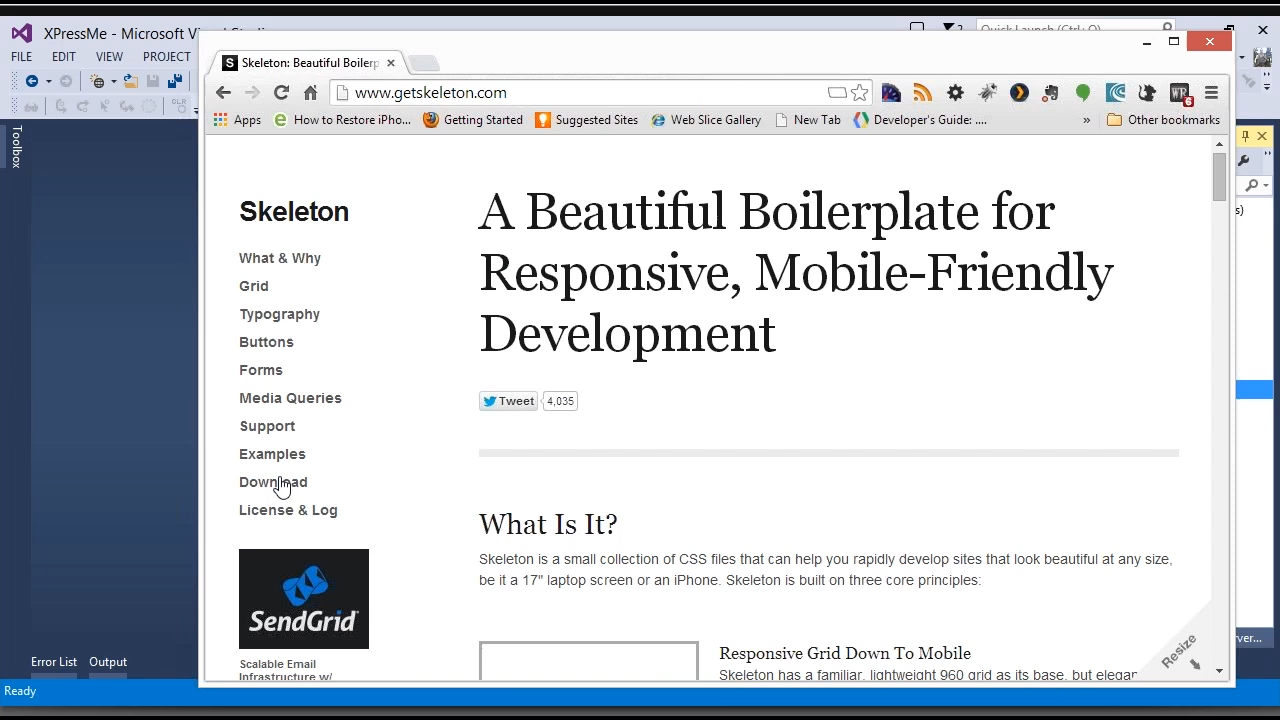 XPressMe - Microsoft Vi
Quick Launch (Ctrl+Q)
FILE EDIT VIEW PROJECT
Skeleton: Beautiful Boilerp
www.getskeleton.com
Apps How to Restore iPho... Getting Started Suggested Sites Web Slice Gallery New Tab Developer's Guide: .... » Other bookmarks
Toolbox
Skeleton
What & Why
Grid
Typography
Buttons
Forms
Media Queries
Support
Examples
Download
License & Log
SendGrid
Scalable Email
Infrastructure w/
A Beautiful Boilerplate for
Responsive, Mobile-Friendly
Development
Tweet 4,035
What Is It?
Skeleton is a small collection of CSS files that can help you rapidly develop sites that look beautiful at any size,
be it a 17" laptop screen or an iPhone. Skeleton is built on three core principles:
Responsive Grid Down To Mobile
Skeleton has a familiar, lightweight 960 grid as its base, but elegar
Resize
Error List Output
Ready